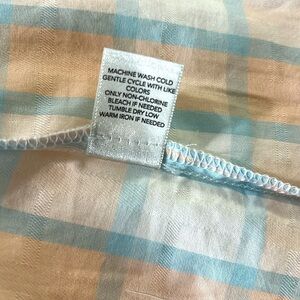 MACHINE WASH COLD
GENTLE CYCLE WITH LIKE
COLORS
ONLY NON-CHLORINE
BLEACH IF NEEDED
TUMBLE DRY LOW
WARM IRON IF NEEDED